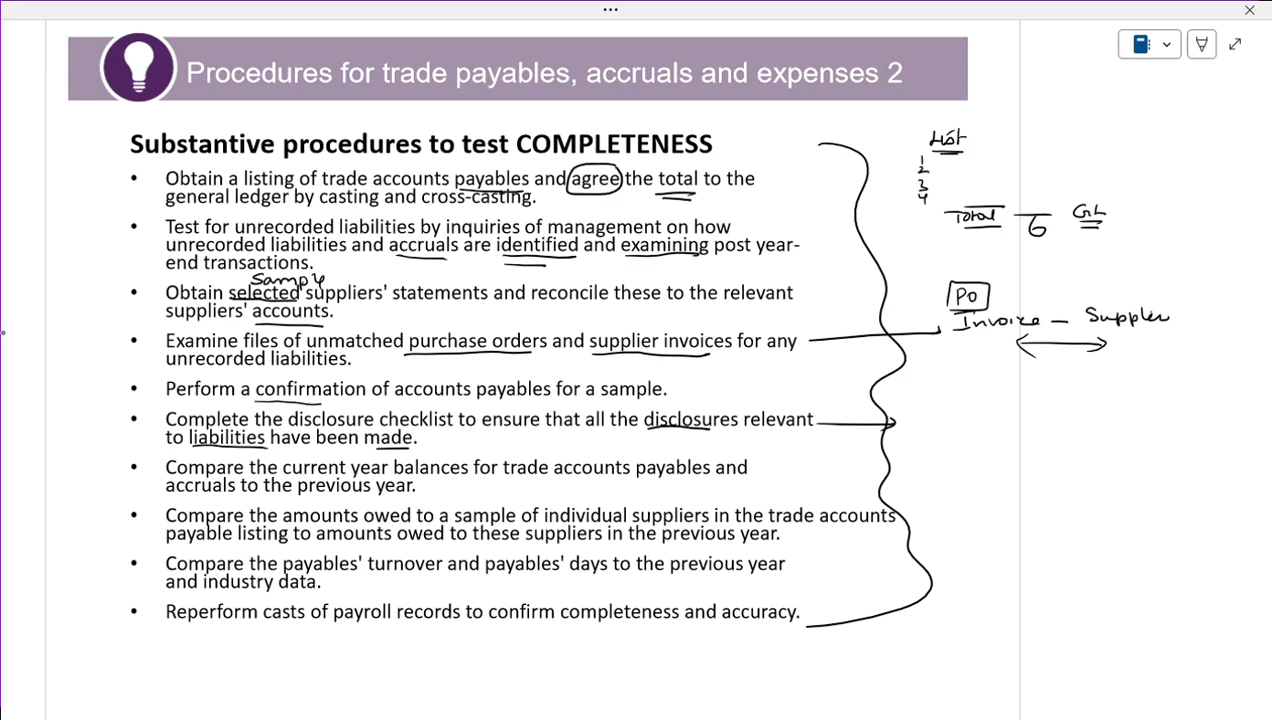 Procedures for trade payables, accruals and expenses 2
Substantive procedures to test COMPLETENESS
• Obtain a listing of trade accounts payables and agree the total to the
general ledger by casting and cross-casting.
• Test for unrecorded liabilities by inquiries of management on how
unrecorded liabilities and accruals are identified and examining post year-
end transactions.
Sample
• Obtain selected suppliers' statements and reconcile these to the relevant
suppliers' accounts.
• Examine files of unmatched purchase orders and supplier invoices for any
unrecorded liabilities.
• Perform a confirmation of accounts payables for a sample.
• Complete the disclosure checklist to ensure that all the disclosures relevant
to liabilities have been made.
• Compare the current year balances for trade accounts payables and
accruals to the previous year.
• Compare the amounts owed to a sample of individual suppliers in the trade accounts
payable listing to amounts owed to these suppliers in the previous year.
• Compare the payables' turnover and payables' days to the previous year
and industry data.
• Reperform casts of payroll records to confirm completeness and accuracy.
List
1
2
3
4
Total GL
PO
Invoice – Supplier